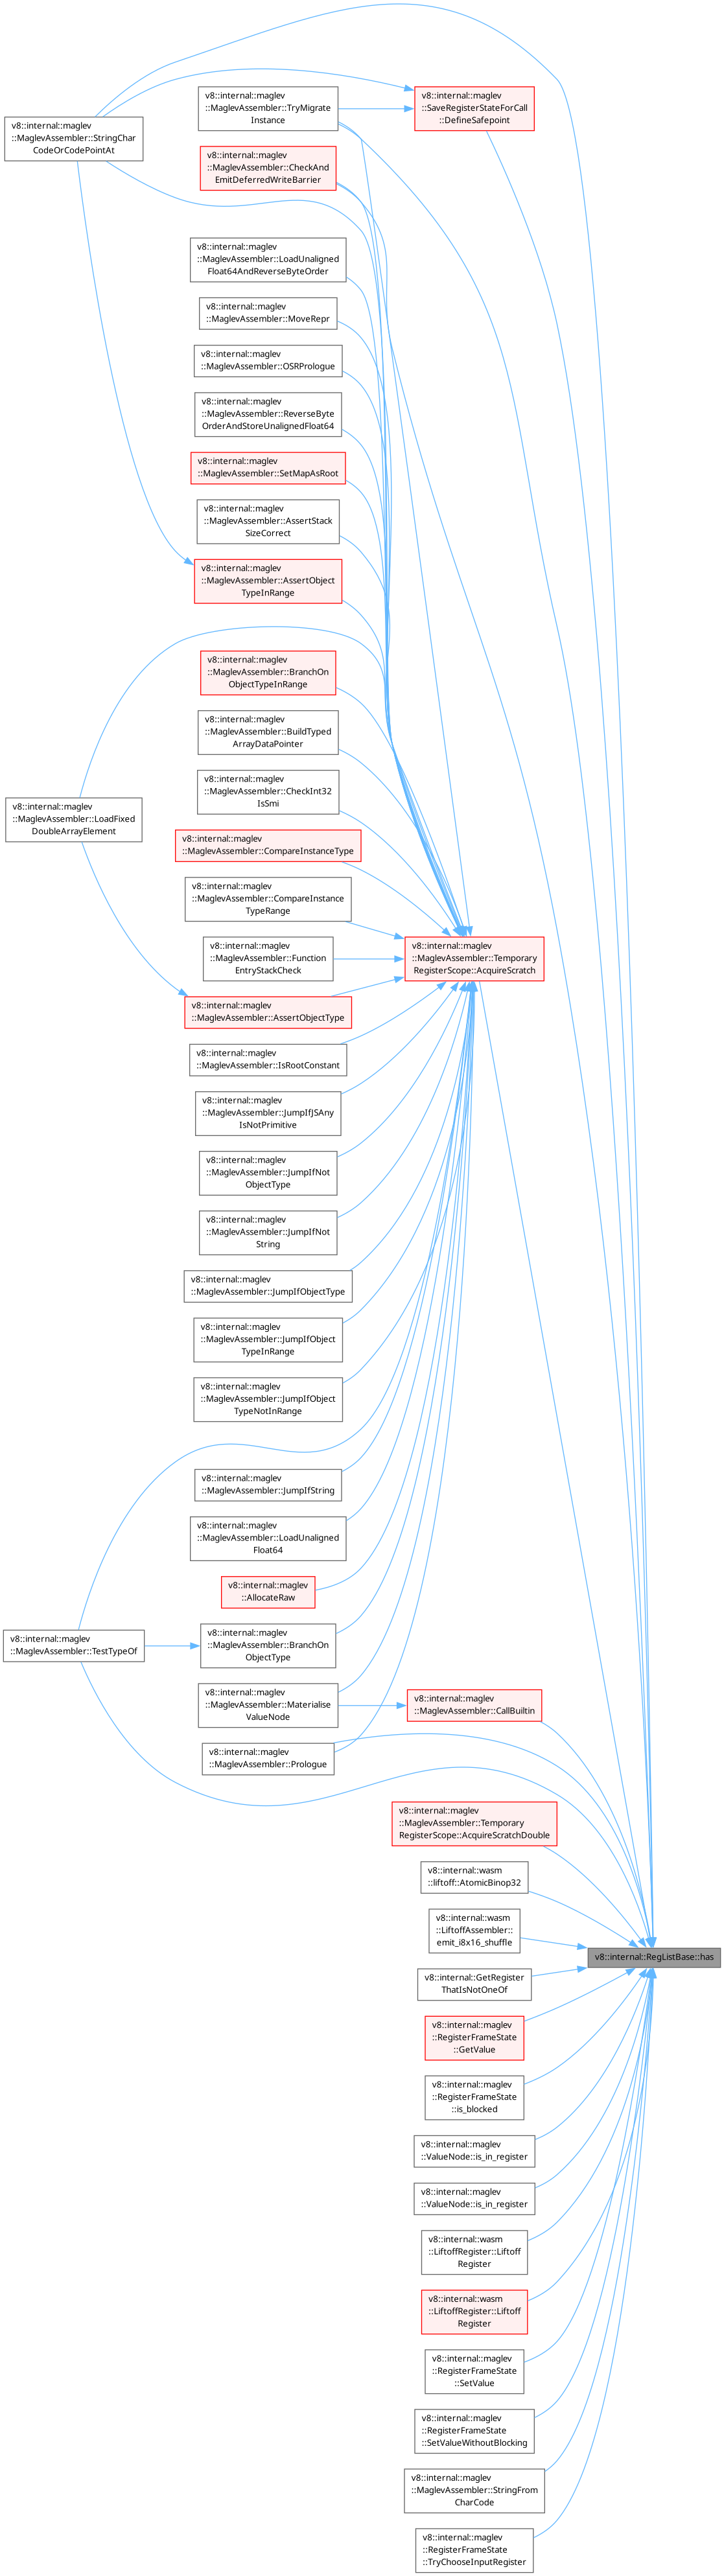 v8::internal::maglev
::MaglevAssembler::StringChar
CodeOrCodePointAt
v8::internal::maglev
::MaglevAssembler::TryMigrate
Instance
v8::internal::maglev
::SaveRegisterStateForCall
::DefineSafepoint
v8::internal::maglev
::MaglevAssembler::CheckAnd
EmitDeferredWriteBarrier
v8::internal::maglev
::MaglevAssembler::LoadUnaligned
Float64AndReverseByteOrder
v8::internal::maglev
::MaglevAssembler::MoveRepr
v8::internal::maglev
::MaglevAssembler::OSRPrologue
v8::internal::maglev
::MaglevAssembler::ReverseByte
OrderAndStoreUnalignedFloat64
v8::internal::maglev
::MaglevAssembler::SetMapAsRoot
v8::internal::maglev
::MaglevAssembler::AssertStack
SizeCorrect
v8::internal::maglev
::MaglevAssembler::AssertObject
TypeInRange
v8::internal::maglev
::MaglevAssembler::BranchOn
ObjectTypeInRange
v8::internal::maglev
::MaglevAssembler::BuildTyped
ArrayDataPointer
v8::internal::maglev
::MaglevAssembler::CheckInt32
IsSmi
v8::internal::maglev
::MaglevAssembler::LoadFixed
DoubleArrayElement
v8::internal::maglev
::MaglevAssembler::CompareInstanceType
v8::internal::maglev
::MaglevAssembler::CompareInstance
TypeRange
v8::internal::maglev
::MaglevAssembler::Function
EntryStackCheck
v8::internal::maglev
::MaglevAssembler::Temporary
RegisterScope::AcquireScratch
v8::internal::maglev
::MaglevAssembler::AssertObjectType
v8::internal::maglev
::MaglevAssembler::IsRootConstant
v8::internal::maglev
::MaglevAssembler::JumpIfJSAny
IsNotPrimitive
v8::internal::maglev
::MaglevAssembler::JumpIfNot
ObjectType
v8::internal::maglev
::MaglevAssembler::JumpIfNot
String
v8::internal::maglev
::MaglevAssembler::JumpIfObjectType
v8::internal::maglev
::MaglevAssembler::JumpIfObject
TypeInRange
v8::internal::maglev
::MaglevAssembler::JumpIfObject
TypeNotInRange
v8::internal::maglev
::MaglevAssembler::JumpIfString
v8::internal::maglev
::MaglevAssembler::LoadUnaligned
Float64
v8::internal::maglev
::AllocateRaw
v8::internal::maglev
::MaglevAssembler::TestTypeOf
v8::internal::maglev
::MaglevAssembler::BranchOn
ObjectType
v8::internal::maglev
::MaglevAssembler::Materialise
ValueNode
v8::internal::maglev
::MaglevAssembler::CallBuiltin
v8::internal::maglev
::MaglevAssembler::Prologue
v8::internal::maglev
::MaglevAssembler::Temporary
RegisterScope::AcquireScratchDouble
v8::internal::wasm
::liftoff::AtomicBinop32
v8::internal::wasm
::LiftoffAssembler::
emit_i8x16_shuffle
v8::internal::RegListBase::has
v8::internal::GetRegister
ThatIsNotOneOf
v8::internal::maglev
::RegisterFrameState
::GetValue
v8::internal::maglev
::RegisterFrameState
::is_blocked
v8::internal::maglev
::ValueNode::is_in_register
v8::internal::maglev
::ValueNode::is_in_register
v8::internal::wasm
::LiftoffRegister::Liftoff
Register
v8::internal::wasm
::LiftoffRegister::Liftoff
Register
v8::internal::maglev
::RegisterFrameState
::SetValue
v8::internal::maglev
::RegisterFrameState
::SetValueWithoutBlocking
v8::internal::maglev
::MaglevAssembler::StringFrom
CharCode
v8::internal::maglev
::RegisterFrameState
::TryChooseInputRegister